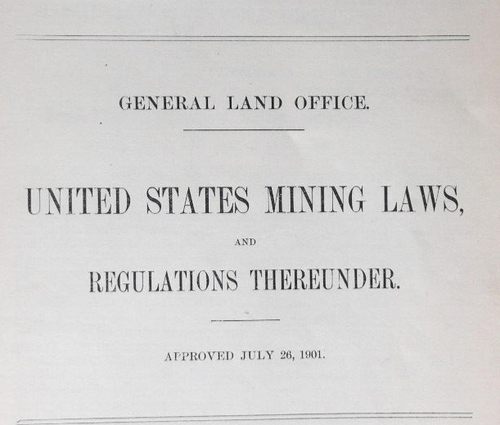 GENERAL LAND OFFICE.
UNITED STATES MINING LAWS,
AND
REGULATIONS THEREUNDER.
APPROVED JULY 26, 1901.